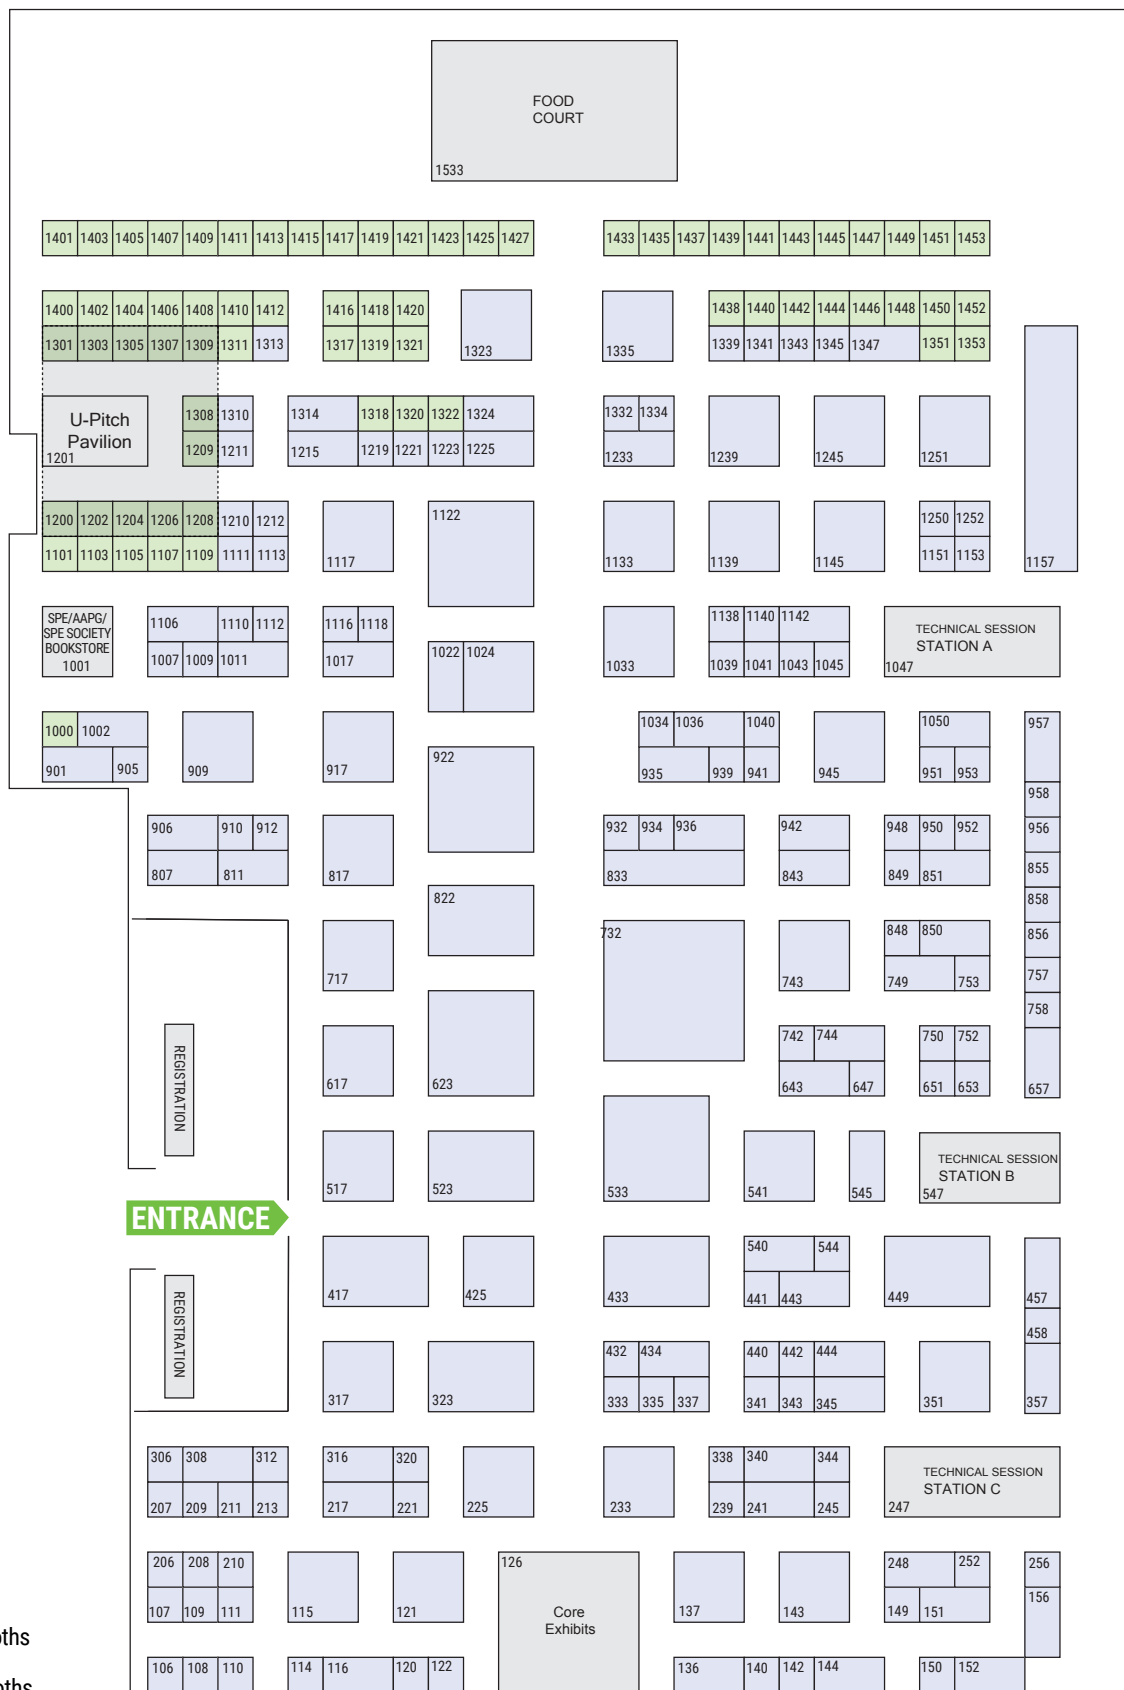 FOOD
COURT
1533
1401 1403 1405 1407 1409 1411 1413 1415 1417 1419 1421 1423 1425 1427 1433 1435 1437 1439 1441 1443 1445 1447 1449 1451 1453
1400 1402 1404 1406 1408 1410 1412 1416 1418 1420 1438 1440 1442 1444 1446 1448 1450 1452
1301 1303 1305 1307 1309 1311 1313 1317 1319 1321 1323 1335 1339 1341 1343 1345 1347 1351 1353
1308 1310 1314 1318 1320 1322 1324 1332 1334
U-Pitch
Pavilion
1201 1209 1211 1215 1219 1221 1223 1225 1233 1239 1245 1251
1200 1202 1204 1206 1208 1210 1212 1122 1250 1252
1101 1103 1105 1107 1109 1111 1113 1117 1133 1139 1145 1151 1153 1157
SPE/AAPG/
SPE SOCIETY
BOOKSTORE
1001
1106 1110 1112 1116 1118 1138 1140 1142
TECHNICAL SESSION
STATION A
1047
1007 1009 1011 1017 1022 1024 1033 1039 1041 1043 1045
1000 1002 1034 1036 1040 1050 957
901 905 909 917 922 935 939 941 945 951 953
958
906 910 912 932 934 936 942 948 950 952 956
807 811 817 833 843 849 851 855
822 858
732 848 850 856
717 743 749 753 757
758
742 744 750 752
617 623 643 647 651 653 657
REGISTRATION
TECHNICAL SESSION
STATION B
547
517 523 533 541 545
ENTRANCE
540 544
417 425 433 441 443 449 457
458
REGISTRATION
432 434 440 442 444
317 323 333 335 337 341 343 345 351 357
306 308 312 316 320 338 340 344
TECHNICAL SESSION
STATION C
247
207 209 211 213 217 221 225 233 239 241 245
206 208 210 126 248 252 256
107 109 111 115 121 137 143 149 151 156
Core
Exhibits
oths
106 108 110 114 116 120 122 136 140 142 144 150 152
oths